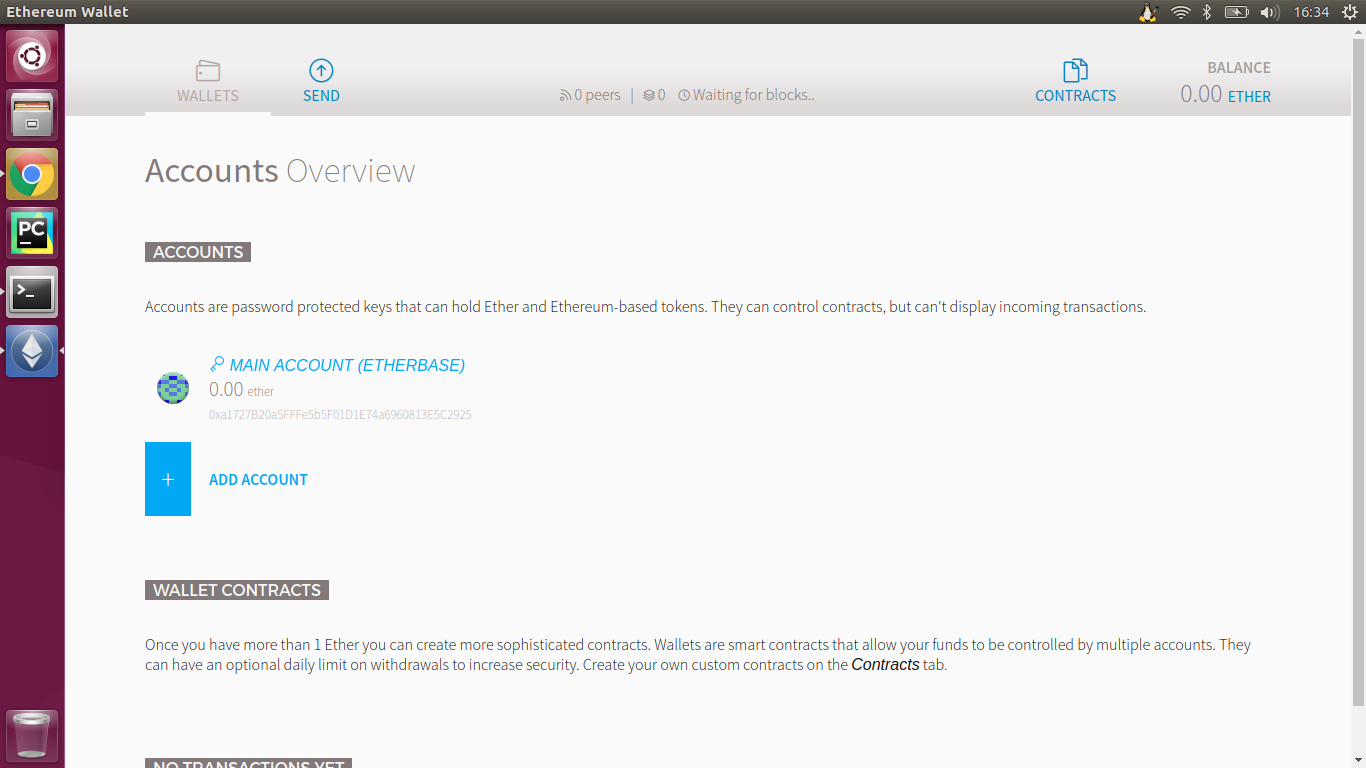 Ethereum Wallet
16:34
WALLETS
SEND
0 peers | 0 Waiting for blocks..
CONTRACTS
BALANCE
0.00 ETHER
Accounts Overview
ACCOUNTS
Accounts are password protected keys that can hold Ether and Ethereum-based tokens. They can control contracts, but can't display incoming transactions.
MAIN ACCOUNT (ETHERBASE)
0.00 ether
0xa1727B20a5FFFe5b5F01D1E74a6960813E5C2925
+
ADD ACCOUNT
WALLET CONTRACTS
Once you have more than 1 Ether you can create more sophisticated contracts. Wallets are smart contracts that allow your funds to be controlled by multiple accounts. They
can have an optional daily limit on withdrawals to increase security. Create your own custom contracts on the Contracts tab.
NO TRANSACTIONS YET
PC